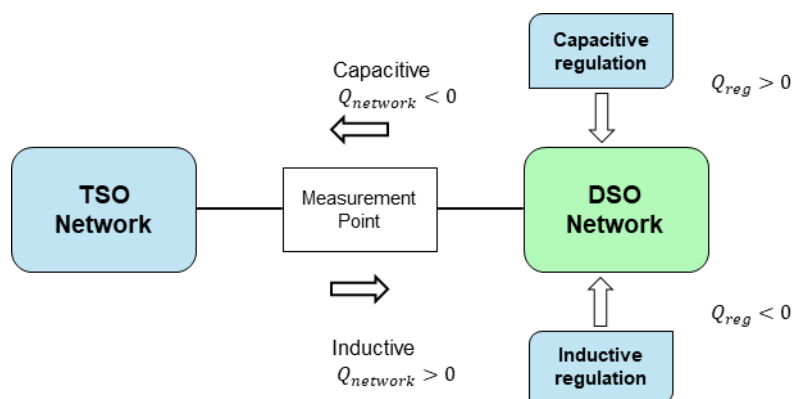 Capacitive
regulation
Q_reg > 0
Capacitive
Q_network < 0
TSO
Network
Measurement
Point
DSO
Network
Q_reg < 0
Inductive
Q_network > 0
Inductive
regulation